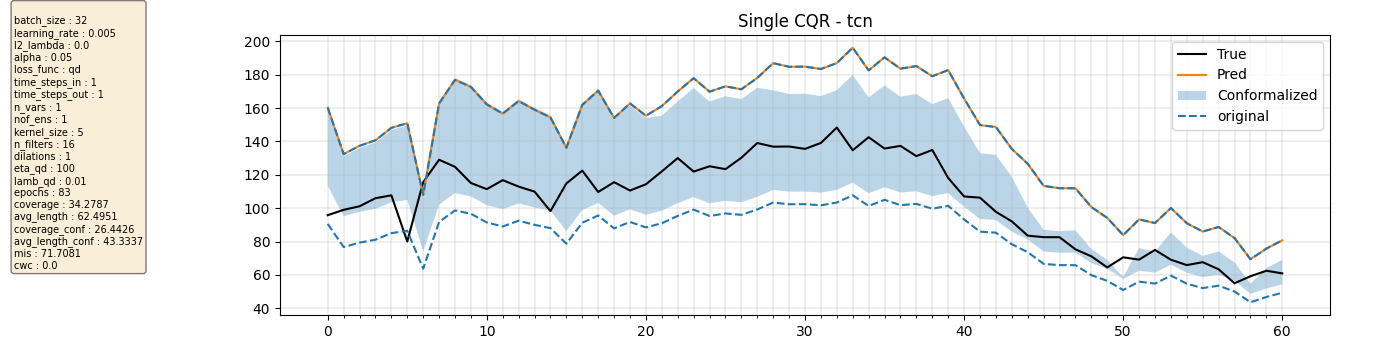 batch_size : 32
learning_rate : 0.005
l2_lambda : 0.0
alpha : 0.05
loss_func : qd
time_steps_in : 1
time_steps_out : 1
n_vars : 1
nof_ens : 1
kernel_size : 5
n_filters : 16
dilations : 1
eta_qd : 100
lamb_qd : 0.01
epochs : 83
coverage : 34.2787
avg_length : 62.4951
coverage_conf : 26.4426
avg_length_conf : 43.3337
mis : 71.7081
cwc : 0.0
Single CQR - tcn
200
180
160
140
120
100
80
60
40
0 10 20 30 40 50 60
True
Pred
Conformalized
original